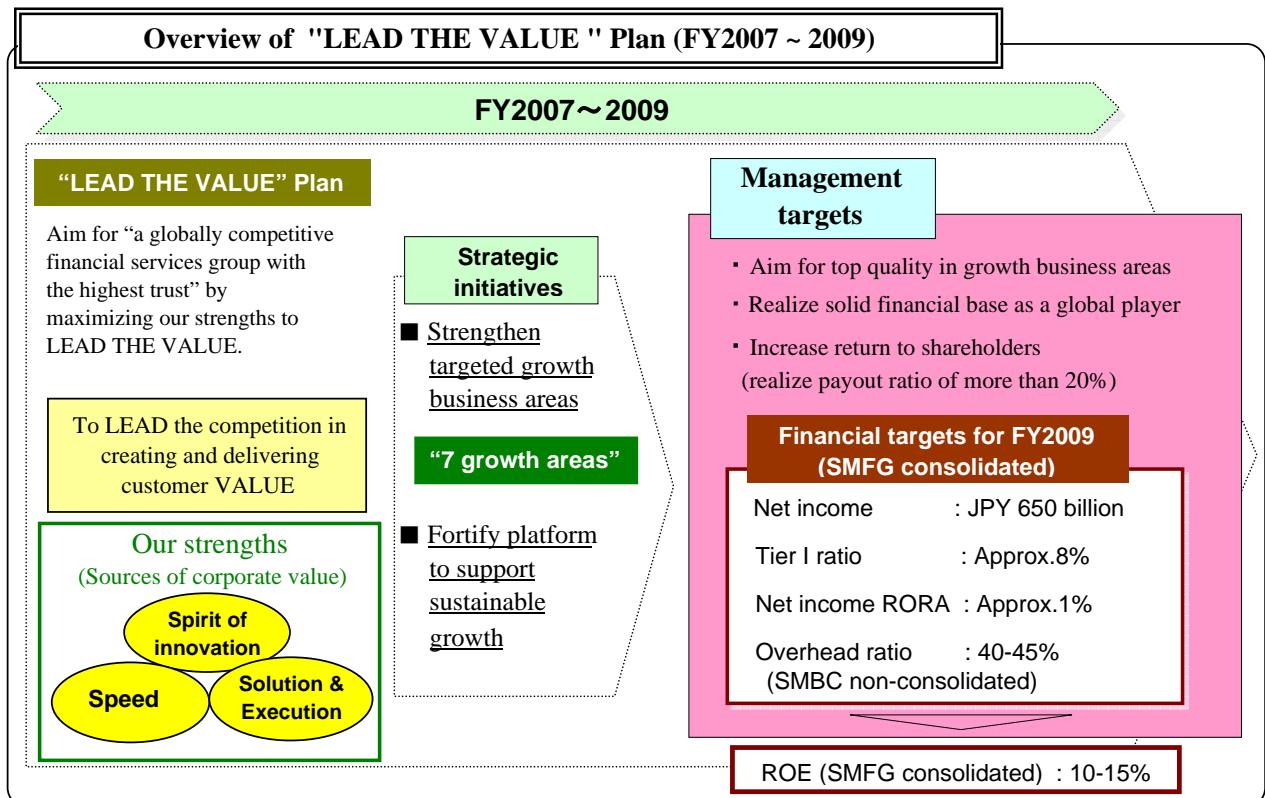 Overview of "LEAD THE VALUE " Plan (FY2007 ~ 2009)
FY2007～2009
“LEAD THE VALUE” Plan
Aim for “a globally competitive
financial services group with
the highest trust” by
maximizing our strengths to
LEAD THE VALUE.
To LEAD the competition in
creating and delivering
customer VALUE
Our strengths
(Sources of corporate value)
Spirit of
innovation
Speed
Solution &
Execution
Strategic
initiatives
■ Strengthen
targeted growth
business areas
“7 growth areas”
■ Fortify platform
to support
sustainable
growth
Management
targets
・Aim for top quality in growth business areas
・Realize solid financial base as a global player
・Increase return to shareholders
(realize payout ratio of more than 20%)
Financial targets for FY2009
(SMFG consolidated)
Net income : JPY 650 billion
Tier I ratio : Approx.8%
Net income RORA : Approx.1%
Overhead ratio : 40-45%
(SMBC non-consolidated)
ROE (SMFG consolidated) : 10-15%